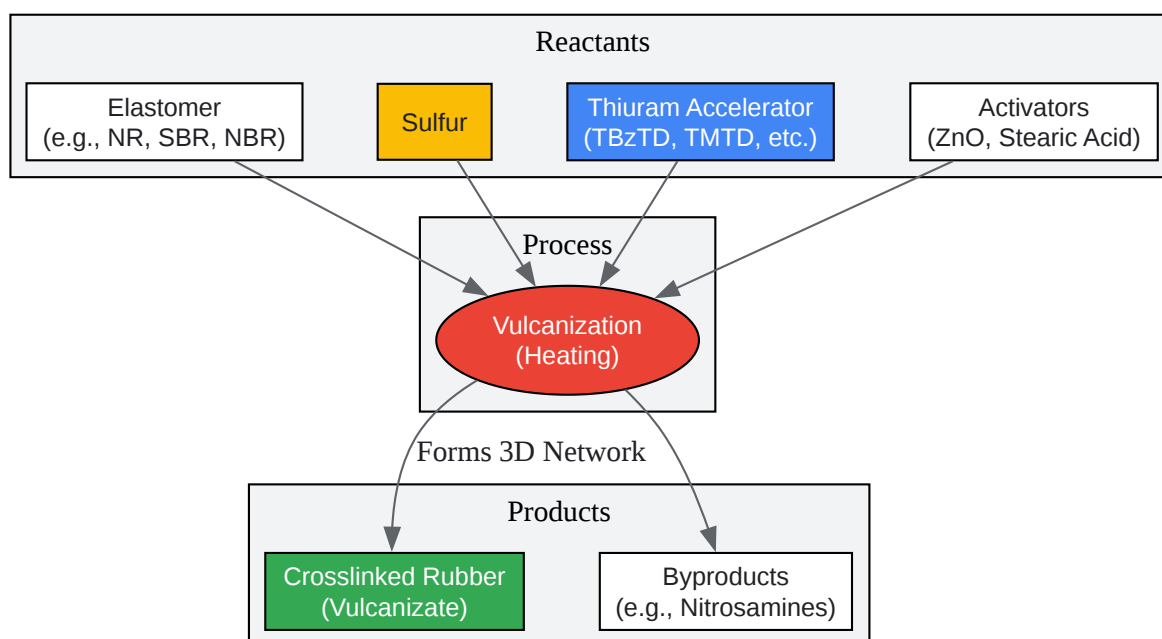 Reactants
Elastomer
(e.g., NR, SBR, NBR)
Sulfur
Thiuram Accelerator
(TBzTD, TMTD, etc.)
Activators
(ZnO, Stearic Acid)
Process
Vulcanization
(Heating)
Forms 3D Network
Products
Crosslinked Rubber
(Vulcanizate)
Byproducts
(e.g., Nitrosamines)